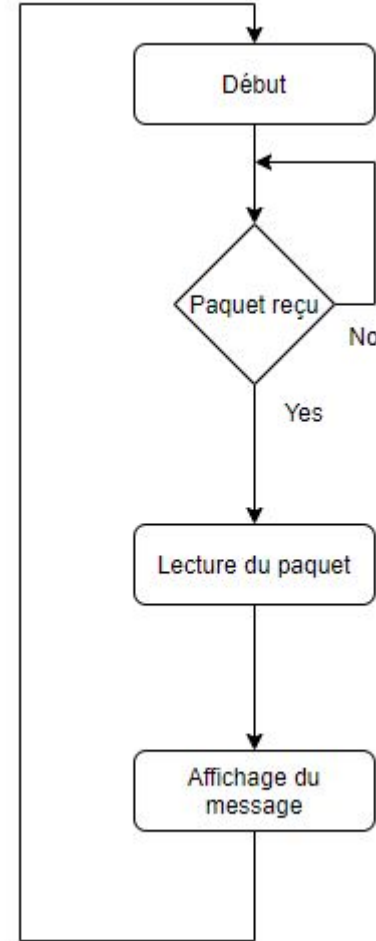 Début
Paquet reçu
No
Yes
Lecture du paquet
Affichage du
message